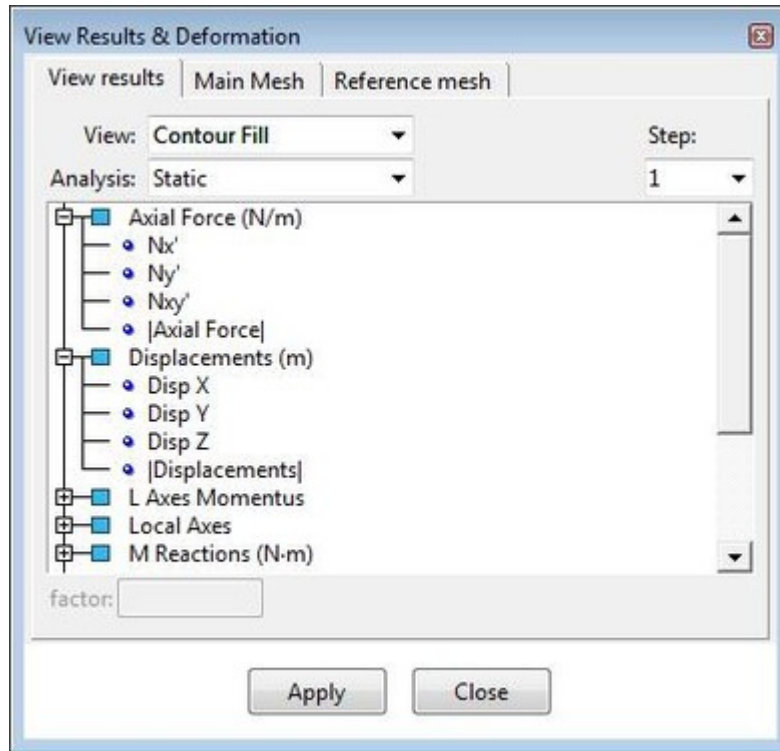 View Results & Deformation
View results Main Mesh Reference mesh
View: Contour Fill Step:
Analysis: Static 1
Axial Force (N/m)
Nx'
Ny'
Nxy'
|Axial Force|
Displacements (m)
Disp X
Disp Y
Disp Z
|Displacements|
L Axes Momentus
Local Axes
M Reactions (N·m)
factor:
Apply Close